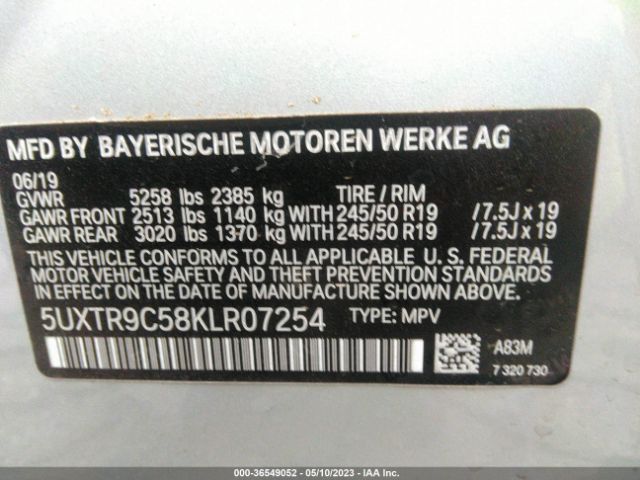 MFD BY BAYERISCHE MOTOREN WERKE AG
06/19
GVWR 5258 lbs 2385 kg TIRE / RIM
GAWR FRONT 2513 lbs 1140 kg WITH 245/50 R19 /7.5J x 19
GAWR REAR 3020 lbs 1370 kg WITH 245/50 R19 /7.5J x 19
THIS VEHICLE CONFORMS TO ALL APPLICABLE U. S. FEDERAL
MOTOR VEHICLE SAFETY AND THEFT PREVENTION STANDARDS
IN EFFECT ON THE DATE OF MANUFACTURE SHOWN ABOVE.
5UXTR9C58KLR07254 TYPE: MPV
A83M
7 320 730
000-36549052 - 05/10/2023 - IAA Inc.